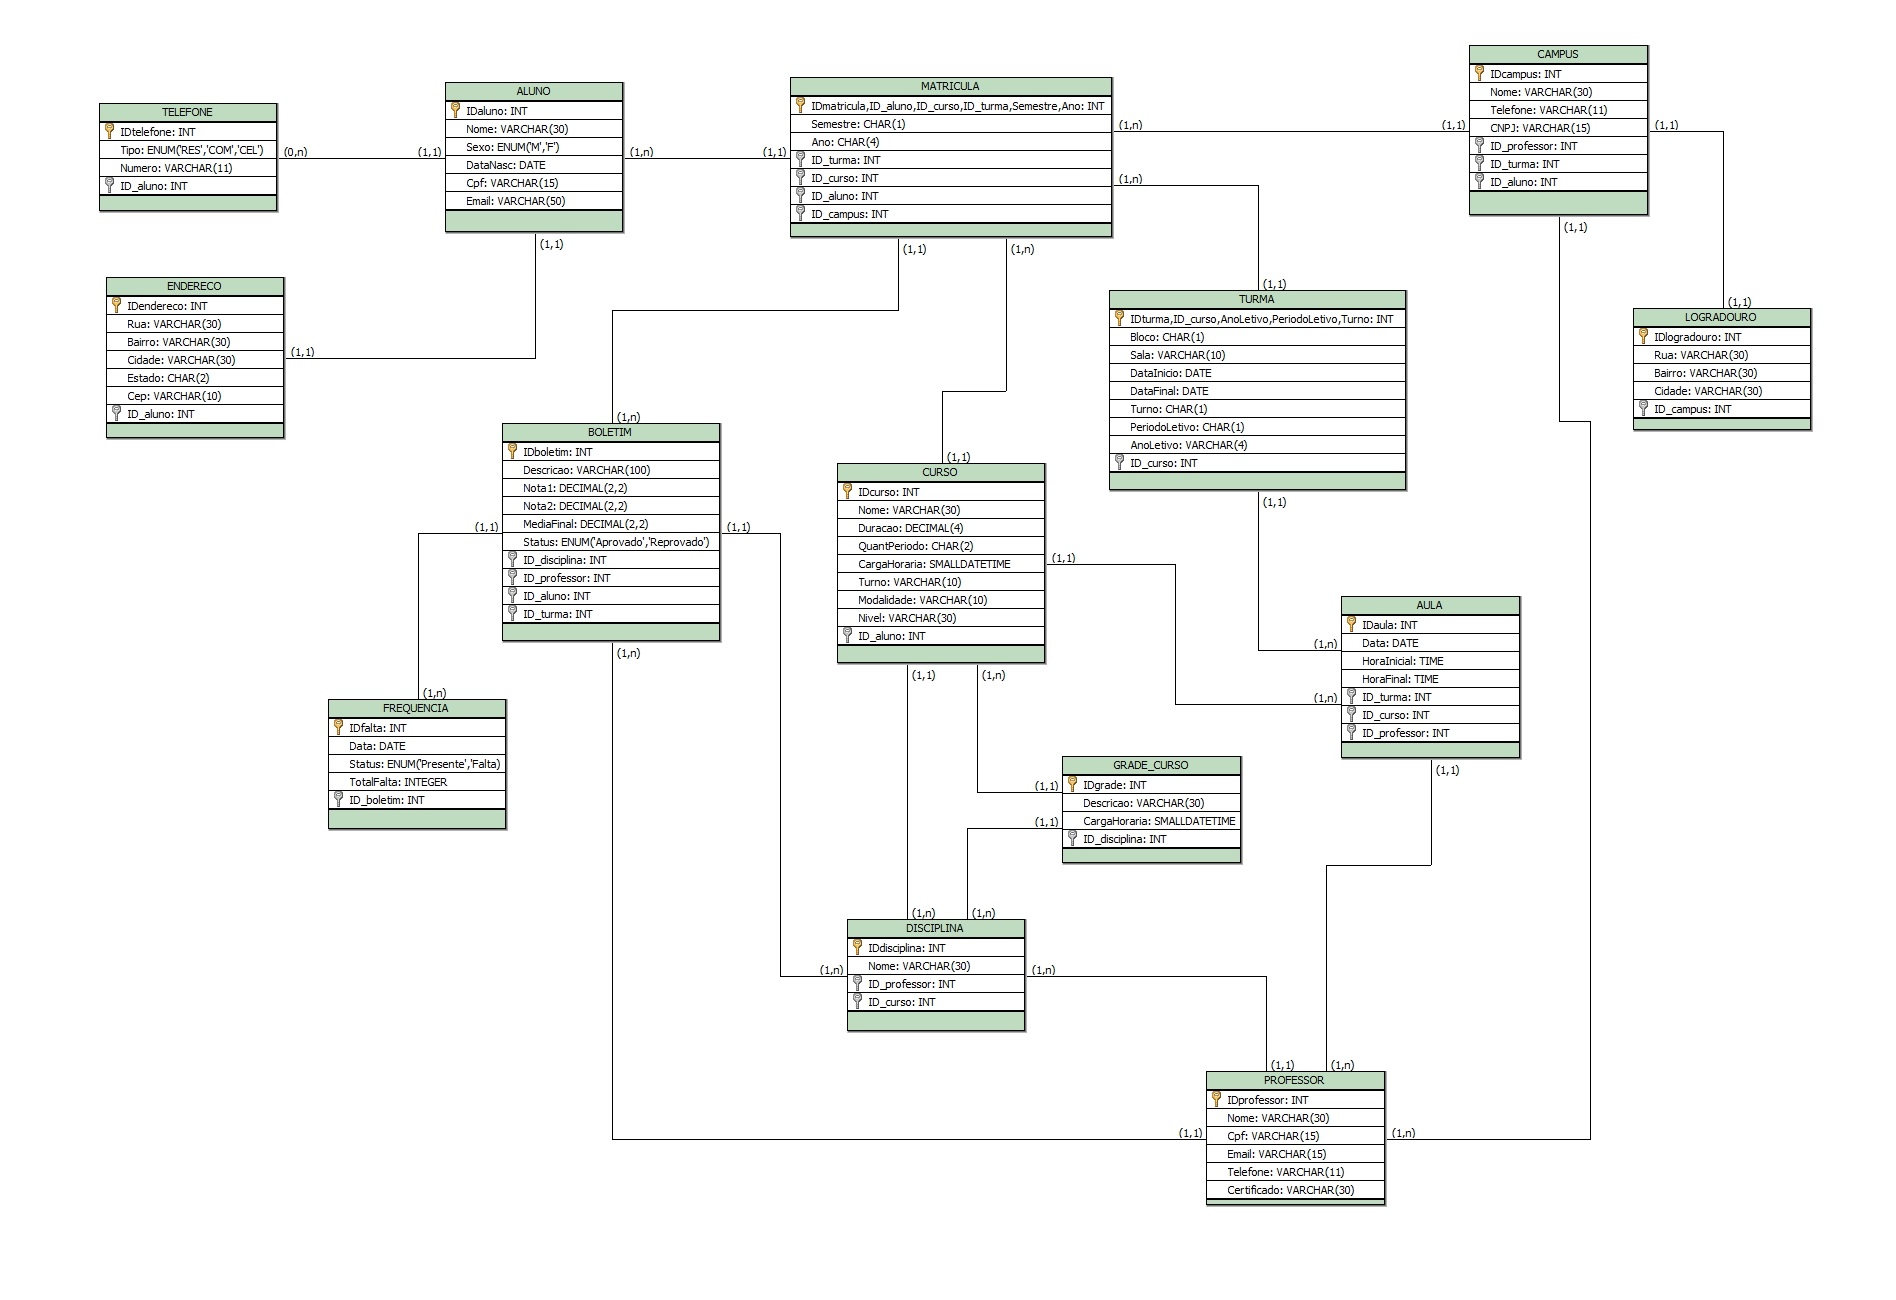 TELEFONE
IDtelefone: INT
Tipo: ENUM('RES','COM','CEL')
Numero: VARCHAR(11)
ID_aluno: INT
(0,n)
(1,1)
ALUNO
IDaluno: INT
Nome: VARCHAR(30)
Sexo: ENUM('M','F')
DataNasc: DATE
Cpf: VARCHAR(15)
Email: VARCHAR(50)
(1,n)
(1,1)
(1,1)
MATRICULA
IDmatricula,ID_aluno,ID_curso,ID_turma,Semestre,Ano: INT
Semestre: CHAR(1)
Ano: CHAR(4)
ID_turma: INT
ID_curso: INT
ID_aluno: INT
ID_campus: INT
(1,n)
(1,1)
(1,n)
(1,1)
(1,n)
CAMPUS
IDcampus: INT
Nome: VARCHAR(30)
Telefone: VARCHAR(11)
CNPJ: VARCHAR(15)
ID_professor: INT
ID_turma: INT
ID_aluno: INT
(1,1)
(1,1)
ENDERECO
IDendereco: INT
Rua: VARCHAR(30)
Bairro: VARCHAR(30)
Cidade: VARCHAR(30)
Estado: CHAR(2)
Cep: VARCHAR(10)
ID_aluno: INT
(1,1)
(1,1)
TURMA
IDturma,ID_curso,AnoLetivo,PeriodoLetivo,Turno: INT
Bloco: CHAR(1)
Sala: VARCHAR(10)
DataInicio: DATE
DataFinal: DATE
Turno: CHAR(1)
PeriodoLetivo: CHAR(1)
AnoLetivo: VARCHAR(4)
ID_curso: INT
(1,1)
(1,1)
LOGRADOURO
IDlogradouro: INT
Rua: VARCHAR(30)
Bairro: VARCHAR(30)
Cidade: VARCHAR(30)
ID_campus: INT
(1,n)
BOLETIM
IDboletim: INT
Descricao: VARCHAR(100)
Nota1: DECIMAL(2,2)
Nota2: DECIMAL(2,2)
MediaFinal: DECIMAL(2,2)
Status: ENUM('Aprovado','Reprovado')
ID_disciplina: INT
ID_professor: INT
ID_aluno: INT
ID_turma: INT
(1,1)
(1,1)
(1,n)
(1,1)
CURSO
IDcurso: INT
Nome: VARCHAR(30)
Duracao: DECIMAL(4)
QuantPeriodo: CHAR(2)
CargaHoraria: SMALLDATETIME
Turno: VARCHAR(10)
Modalidade: VARCHAR(10)
Nivel: VARCHAR(30)
ID_aluno: INT
(1,1)
(1,1)
(1,n)
(1,n)
(1,n)
AULA
IDaula: INT
Data: DATE
HoraInicial: TIME
HoraFinal: TIME
ID_turma: INT
ID_curso: INT
ID_professor: INT
(1,1)
(1,n)
FREQUENCIA
IDfalta: INT
Data: DATE
Status: ENUM('Presente','Falta)
TotalFalta: INTEGER
ID_boletim: INT
(1,1)
(1,1)
GRADE_CURSO
IDgrade: INT
Descricao: VARCHAR(30)
CargaHoraria: SMALLDATETIME
ID_disciplina: INT
(1,n)
(1,n)
(1,n)
DISCIPLINA
IDdisciplina: INT
Nome: VARCHAR(30)
ID_professor: INT
ID_curso: INT
(1,n)
(1,1)
(1,n)
(1,1)
(1,n)
PROFESSOR
IDprofessor: INT
Nome: VARCHAR(30)
Cpf: VARCHAR(15)
Email: VARCHAR(15)
Telefone: VARCHAR(11)
Certificado: VARCHAR(30)